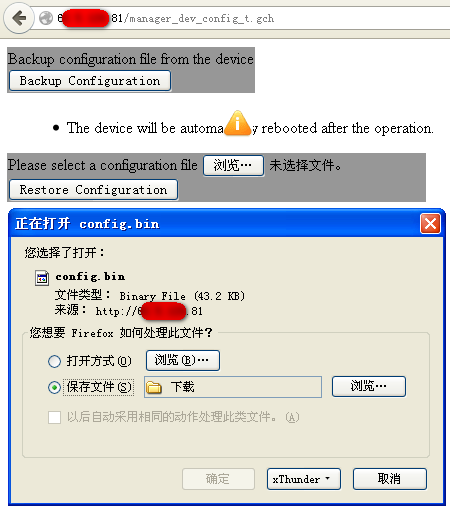 8 81/manager_dev_config_t.gch
Backup configuration file from the device
Backup Configuration
The device will be automa y rebooted after the operation.
Please select a configuration file 浏览… 未选择文件。
Restore Configuration
正在打开 config.bin
您选择了打开：
config.bin
文件类型： Binary File (43.2 KB)
来源： http:// .81
您想要 Firefox 如何处理此文件？
打开方式(O) 浏览(B)…
保存文件(S) 下载 浏览…
以后自动采用相同的动作处理此类文件。(A)
确定 xThunder 取消